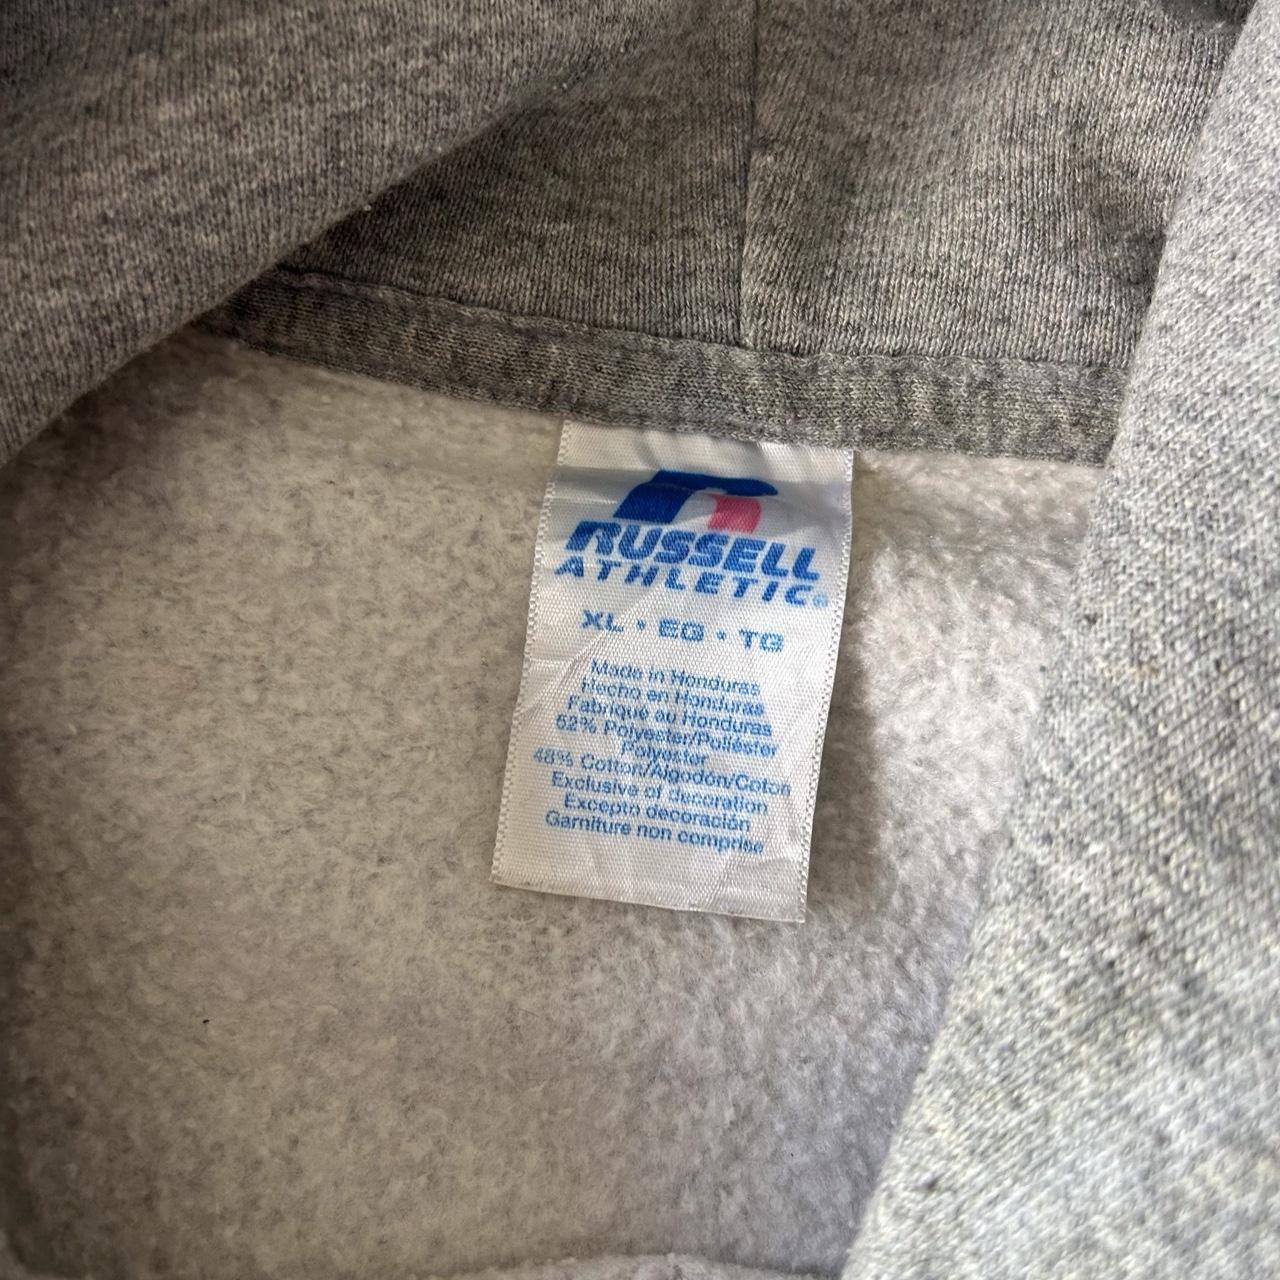 RUSSELL
ATHLETIC®
XL • EG • TG
Made in Honduras
Hecho en Honduras
Fabriqué au Honduras
52% Polyester/Poliéster
Polyester
48% Cotton/Algodón/Coton
Exclusive of decoration
Excepto decoración
Garniture non comprise